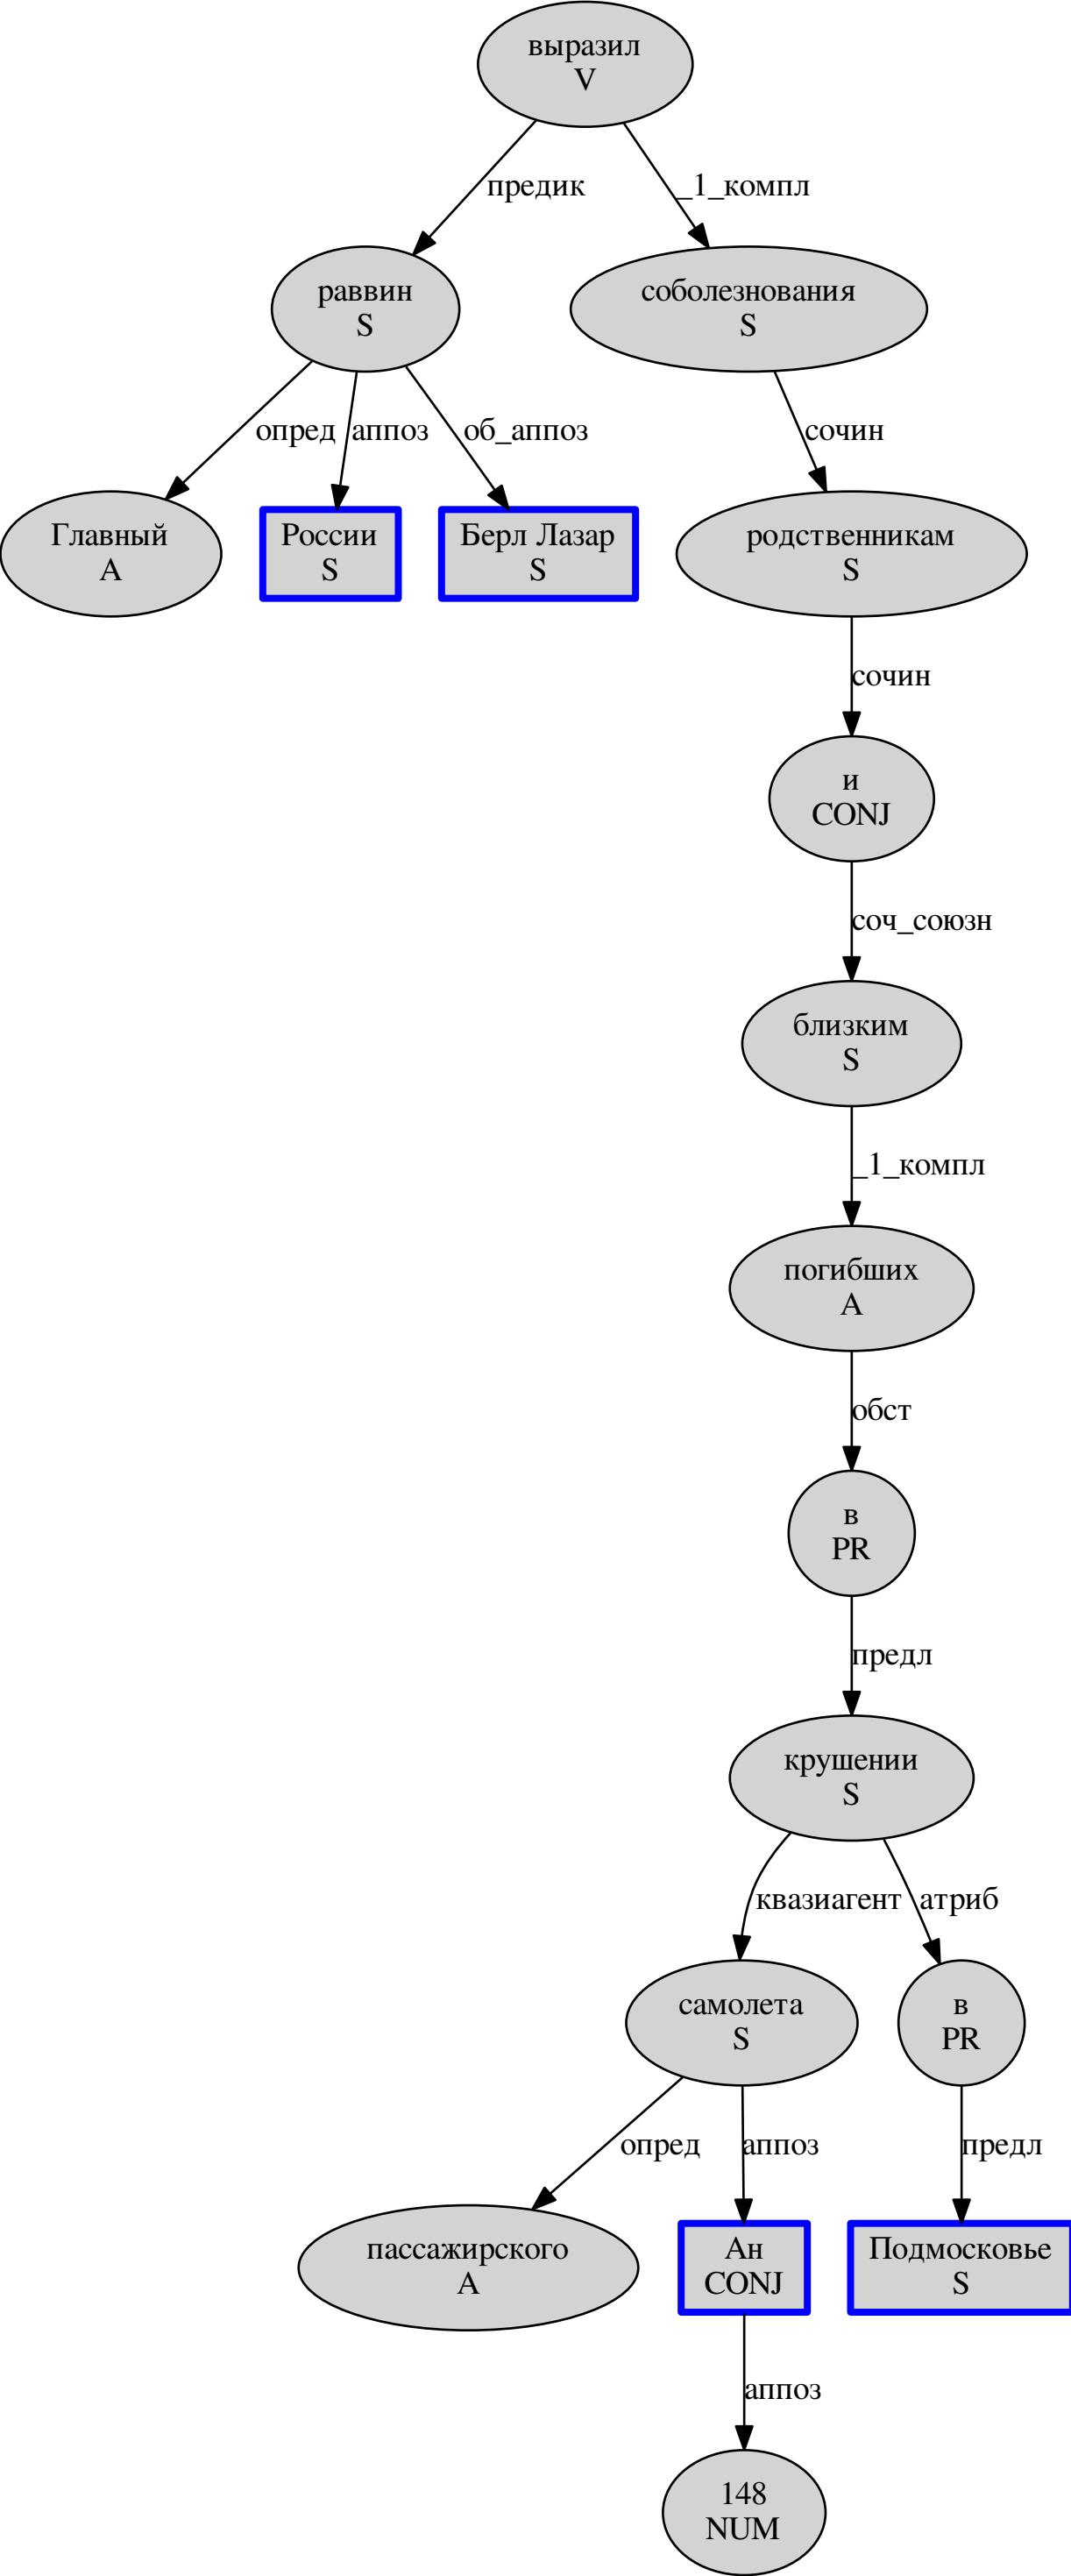 выразил
V
предик
_1_компл
раввин
S
соболезнования
S
опред
аппоз
об_аппоз
сочин
Главный
A
России
S
Берл Лазар
S
родственникам
S
сочин
и
CONJ
соч_союзн
близким
S
_1_компл
погибших
A
обст
в
PR
предл
крушении
S
квазиагент
атриб
самолета
S
в
PR
опред
аппоз
предл
пассажирского
A
Ан
CONJ
Подмосковье
S
аппоз
148
NUM